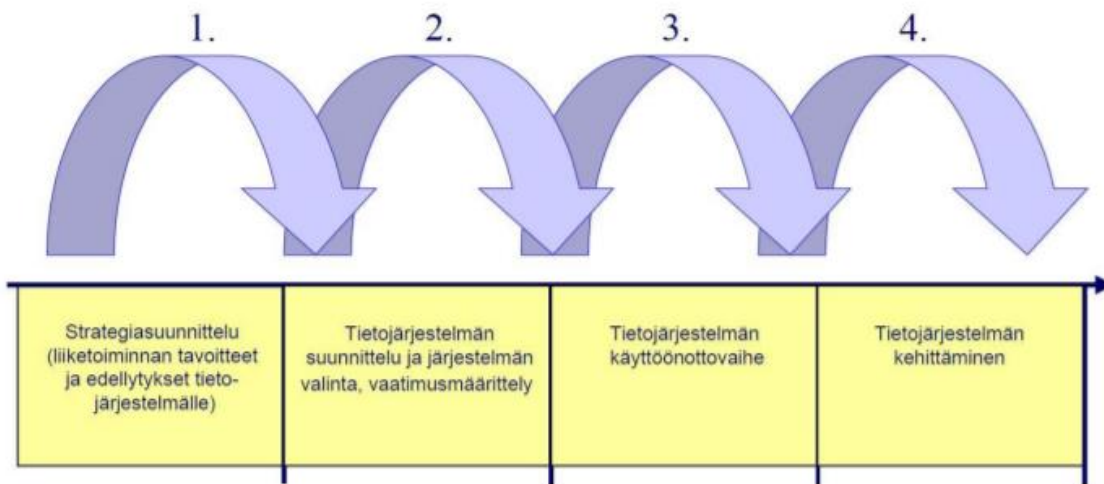 1.
2.
3.
4.
Strategiasuunnittelu
(liiketoiminnan tavoitteet
ja edellytykset tieto-
järjestelmälle)
Tietojärjestelmän
suunnittelu ja järjestelmän
valinta, vaatimusmäärittely
Tietojärjestelmän
käyttöönottovaihe
Tietojärjestelmän
kehittäminen